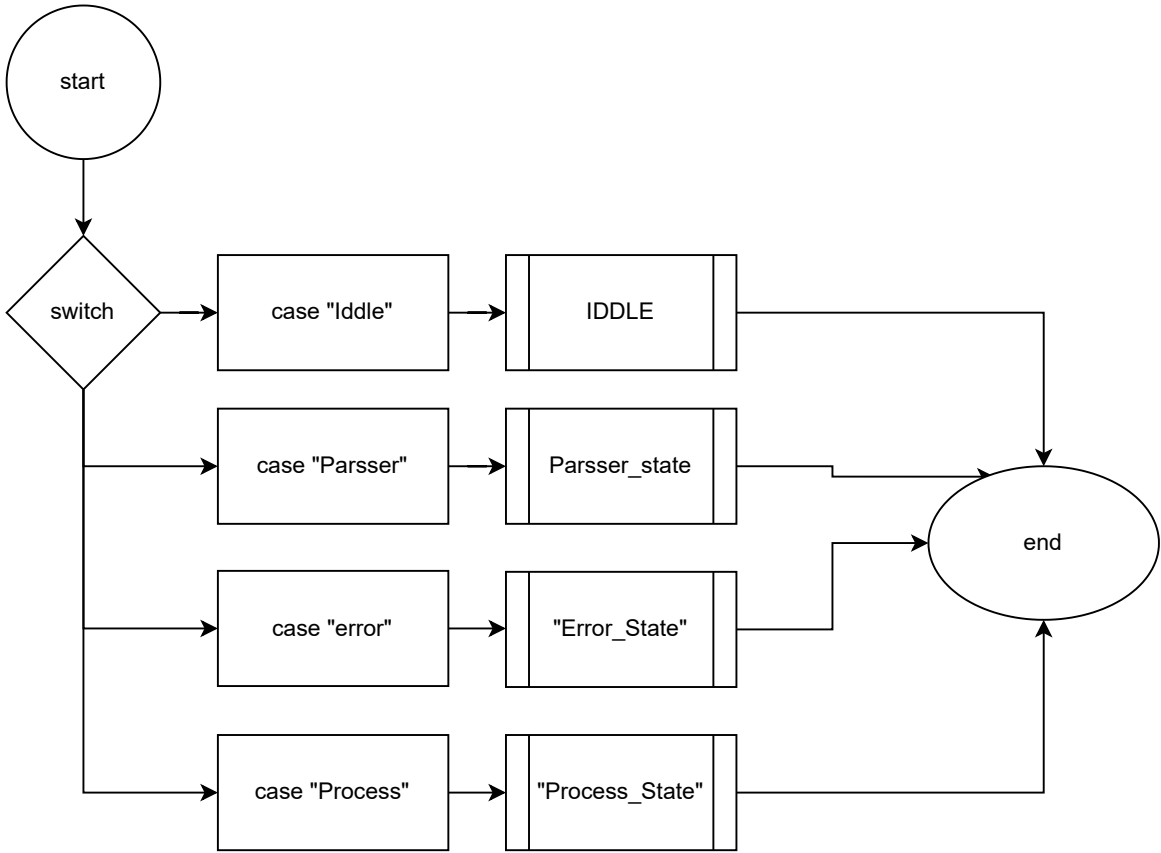 start
switch
case "Iddle"
IDDLE
case "Parsser"
Parsser_state
end
case "error"
"Error_State"
case "Process"
"Process_State"